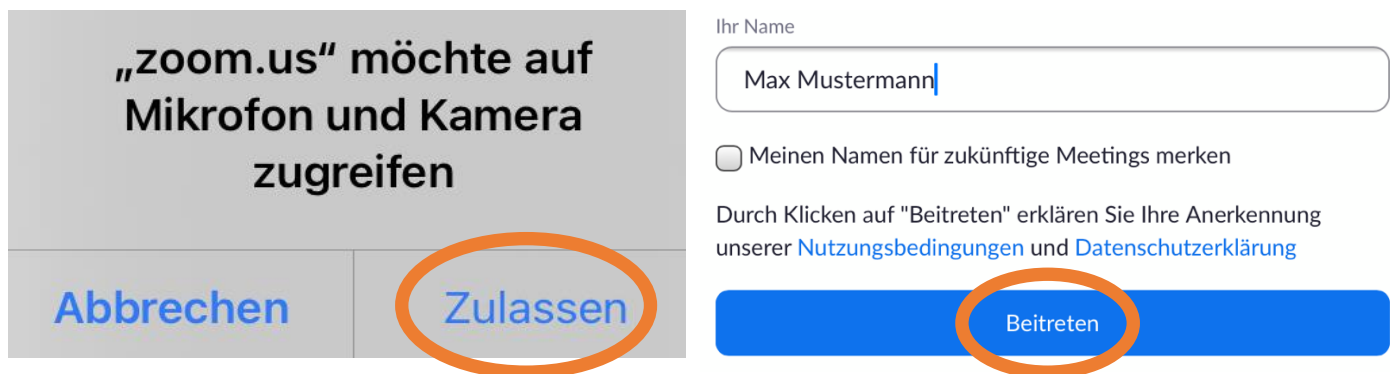 „zoom.us“ möchte auf
Mikrofon und Kamera
zugreifen
Abbrechen
Zulassen
Ihr Name
Max Mustermann
Meinen Namen für zukünftige Meetings merken
Durch Klicken auf "Beitreten" erklären Sie Ihre Anerkennung
unserer Nutzungsbedingungen und Datenschutzerklärung
Beitreten